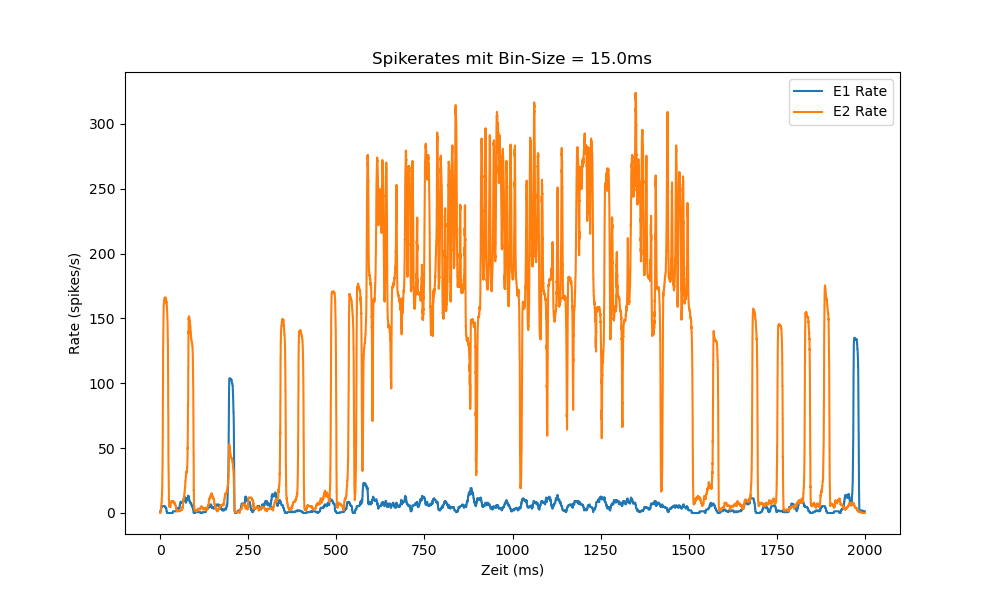 Spikerates mit Bin-Size = 15.0ms
E1 Rate
E2 Rate
300
250
200
150
100
50
0
Rate (spikes/s)
0 250 500 750 1000 1250 1500 1750 2000
Zeit (ms)